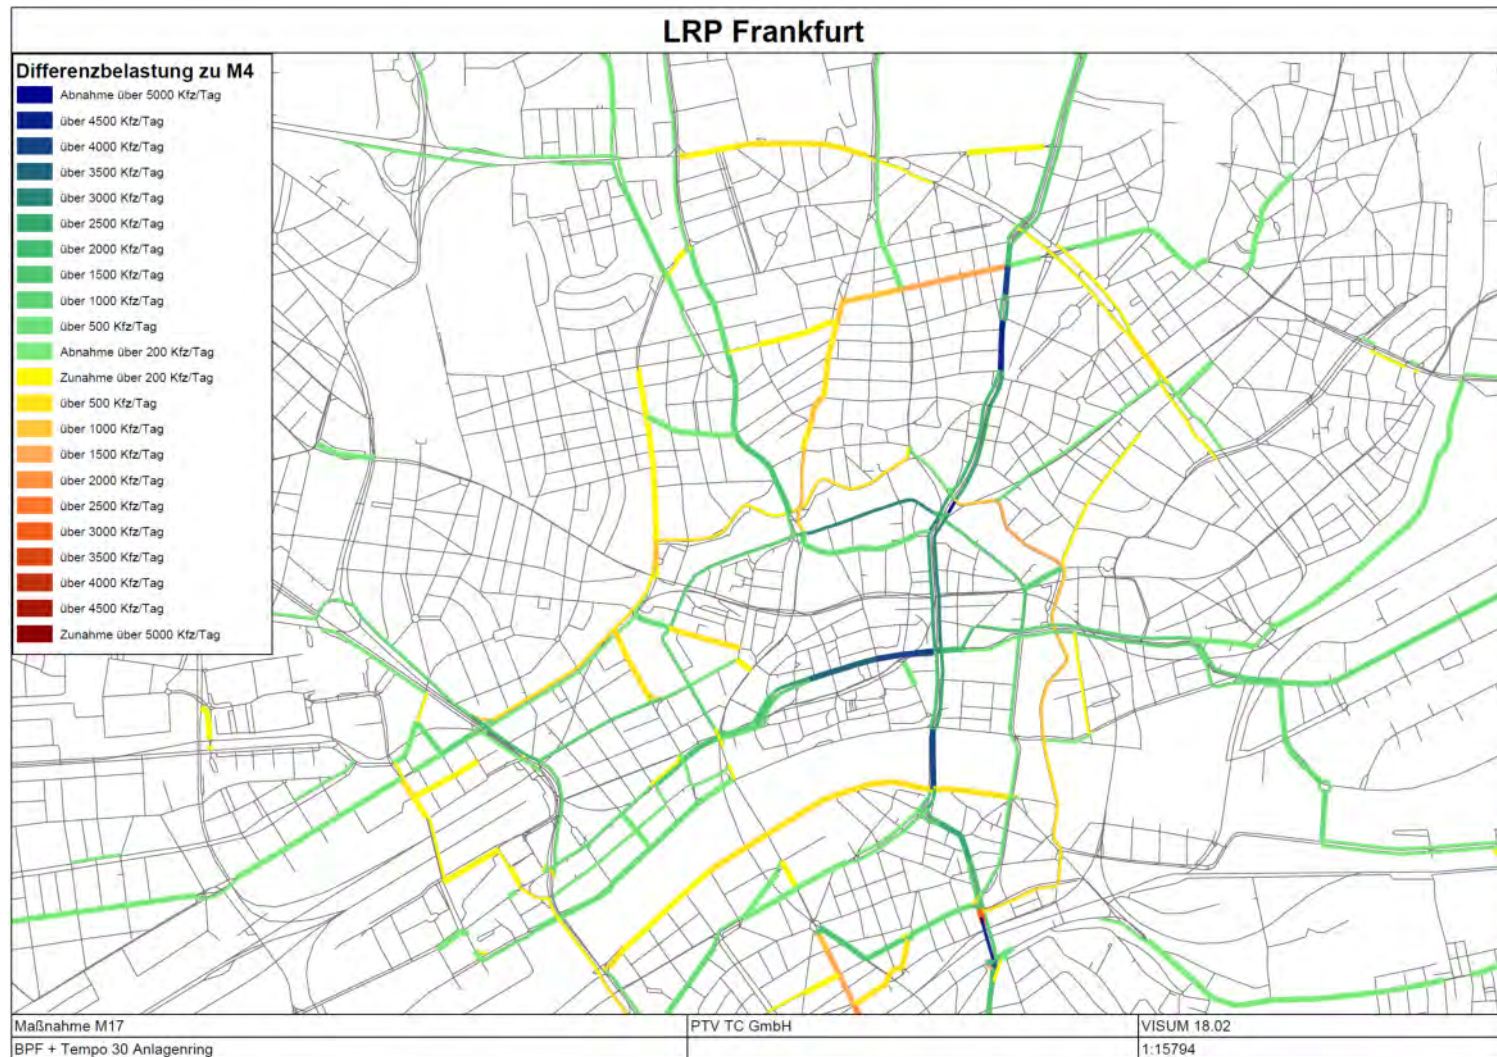 LRP Frankfurt
Differenzbelastung zu M4
Abnahme über 5000 Kfz/Tag
über 4500 Kfz/Tag
über 4000 Kfz/Tag
über 3500 Kfz/Tag
über 3000 Kfz/Tag
über 2500 Kfz/Tag
über 2000 Kfz/Tag
über 1500 Kfz/Tag
über 1000 Kfz/Tag
über 500 Kfz/Tag
Abnahme über 200 Kfz/Tag
Zunahme über 200 Kfz/Tag
über 500 Kfz/Tag
über 1000 Kfz/Tag
über 1500 Kfz/Tag
über 2000 Kfz/Tag
über 2500 Kfz/Tag
über 3000 Kfz/Tag
über 3500 Kfz/Tag
über 4000 Kfz/Tag
über 4500 Kfz/Tag
Zunahme über 5000 Kfz/Tag
Maßnahme M17
PTV TC GmbH
VISUM 18.02
BPF + Tempo 30 Anlagenring
1:15794